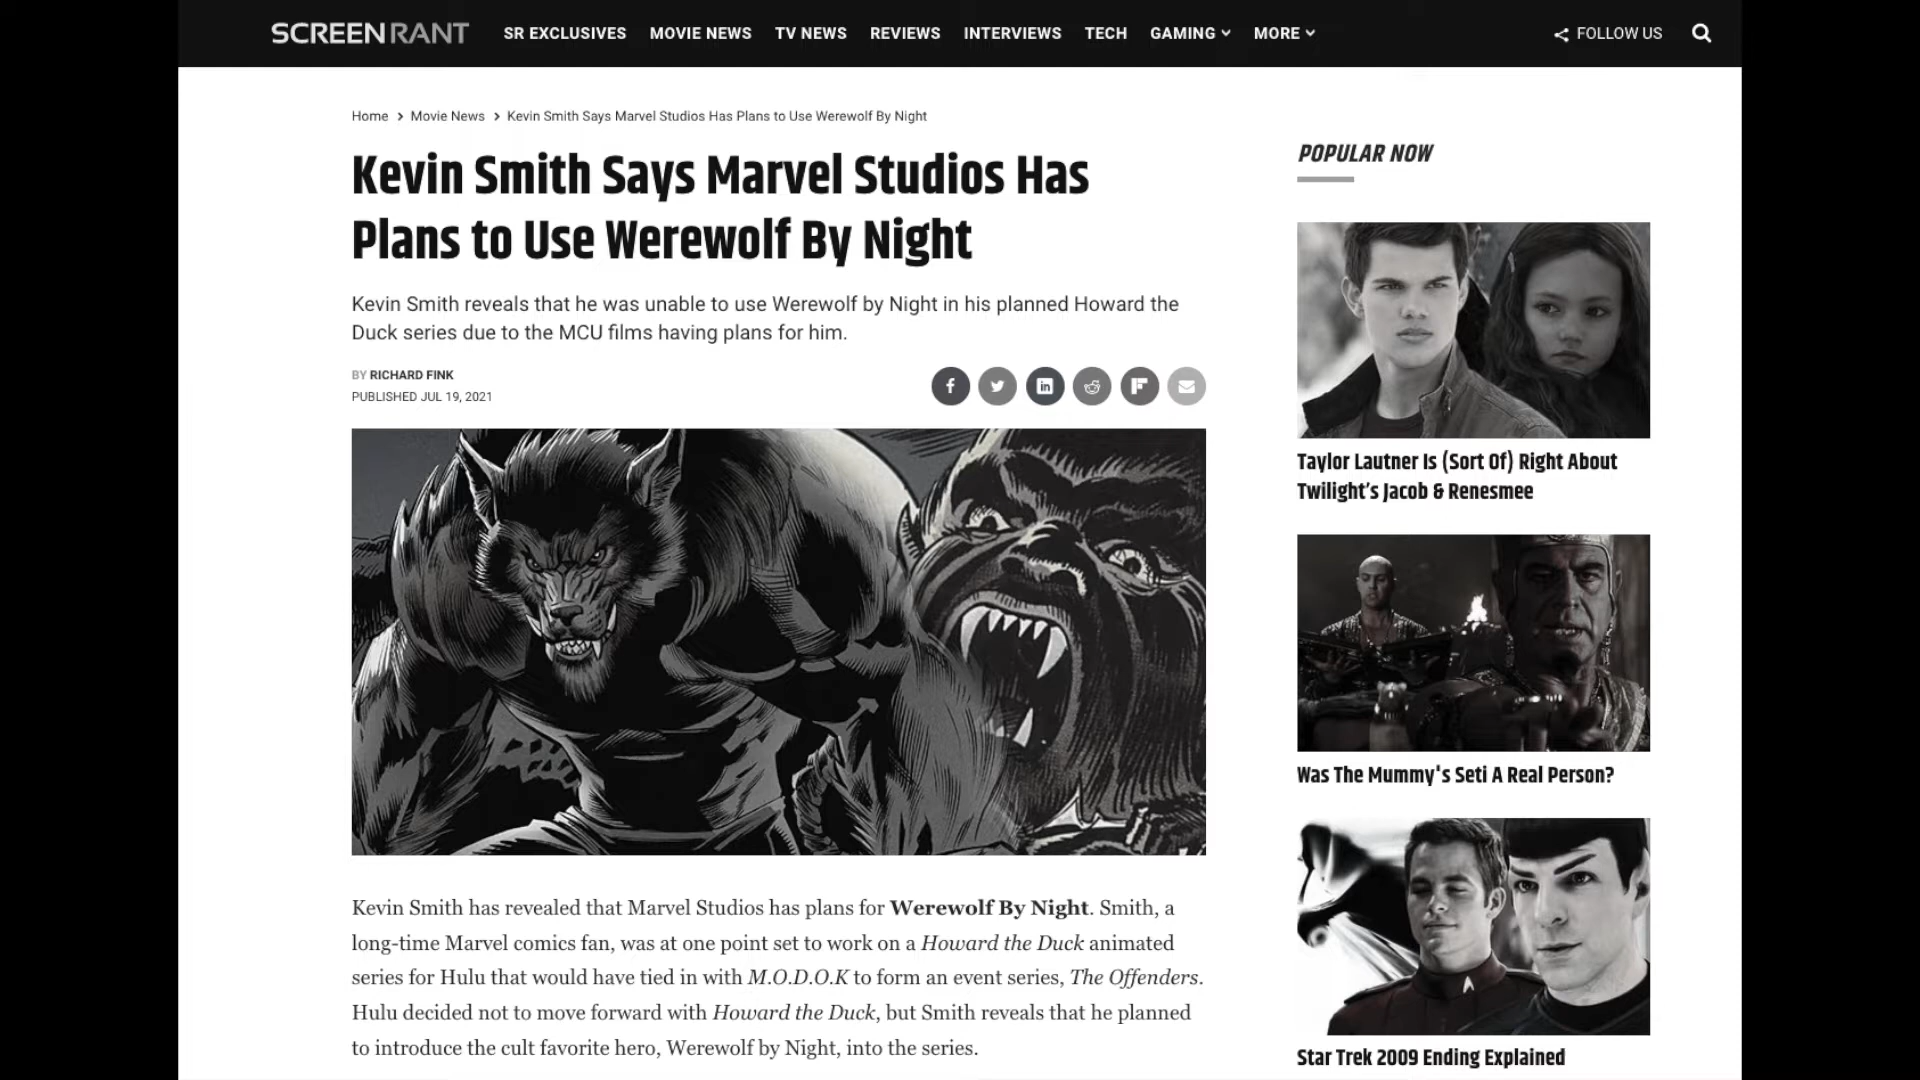 SCREENRANT
SR EXCLUSIVES MOVIE NEWS TV NEWS REVIEWS INTERVIEWS TECH GAMING MORE FOLLOW US
Home > Movie News > Kevin Smith Says Marvel Studios Has Plans to Use Werewolf By Night
Kevin Smith Says Marvel Studios Has
Plans to Use Werewolf By Night
Kevin Smith reveals that he was unable to use Werewolf by Night in his planned Howard the
Duck series due to the MCU films having plans for him.
BY RICHARD FINK
PUBLISHED JUL 19, 2021
Kevin Smith has revealed that Marvel Studios has plans for Werewolf By Night. Smith, a
long-time Marvel comics fan, was at one point set to work on a Howard the Duck animated
series for Hulu that would have tied in with M.O.D.O.K to form an event series, The Offenders.
Hulu decided not to move forward with Howard the Duck, but Smith reveals that he planned
to introduce the cult favorite hero, Werewolf by Night, into the series.
POPULAR NOW
Taylor Lautner Is (Sort Of) Right About
Twilight's Jacob & Renesmee
Was The Mummy's Seti A Real Person?
Star Trek 2009 Ending Explained